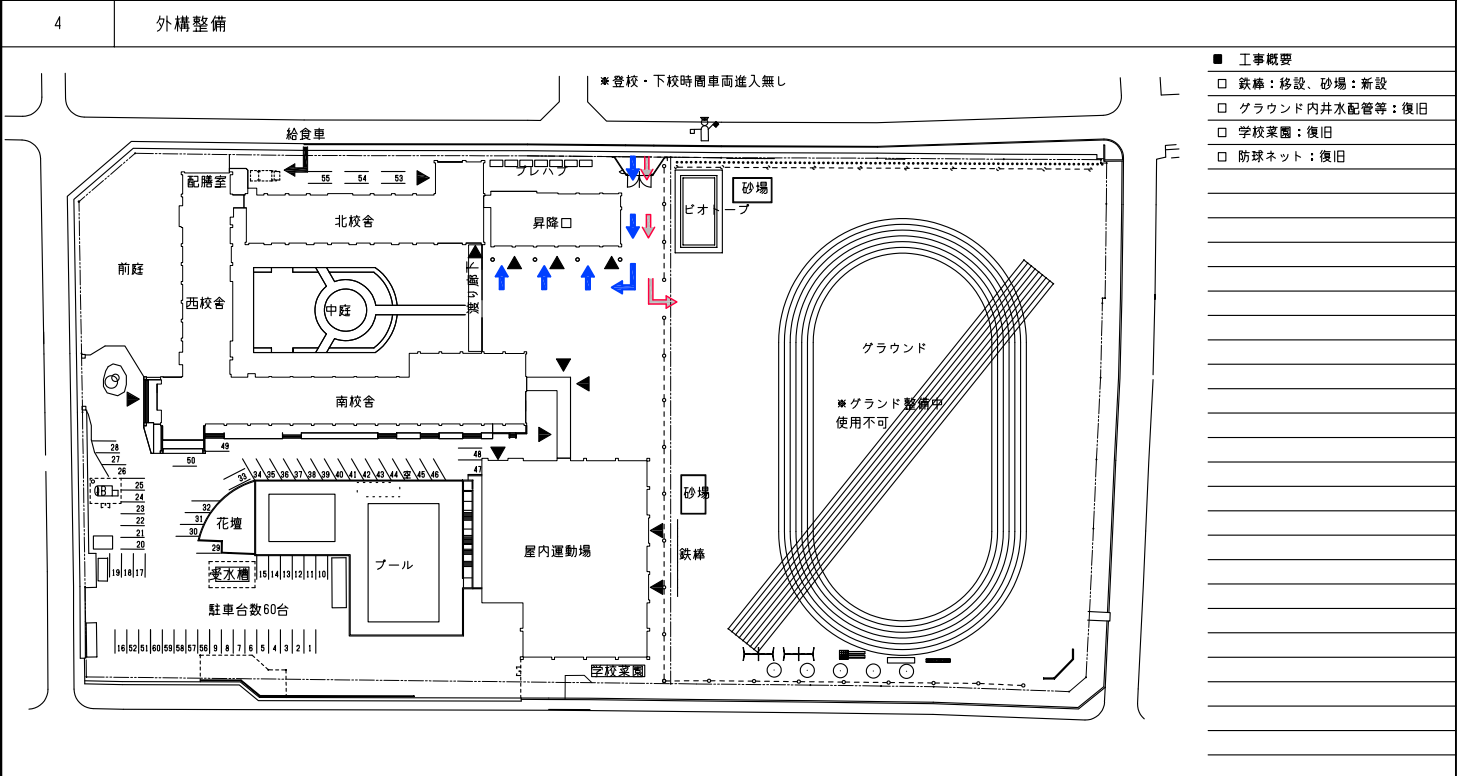 4
外構整備
■ 工事概要
□ 鉄棒：移設、砂場：新設
□ グラウンド内井水配管等：復旧
□ 学校菜園：復旧
□ 防球ネット：復旧
※登校・下校時間車両進入無し
給食車
配膳室
55 54 53
プレハブ
砂場
ビオトープ
北校舎
昇降口
前庭
西校舎
中庭
渡り廊下
グラウンド
※グランド整備中
使用不可
南校舎
28
27
26
25
24
23
22
21
20
19 18 17
49
50
48
47
33 34 35 36 37 38 39 40 41 42 43 44
45 46
32
31
30
29
花壇
受水槽
15 14 13 12 11 10
プール
屋内運動場
砂場
鉄棒
駐車台数60台
16 52 51 60 59 58 57 56 9 8 7 6 5 4 3 2 1
学校菜園